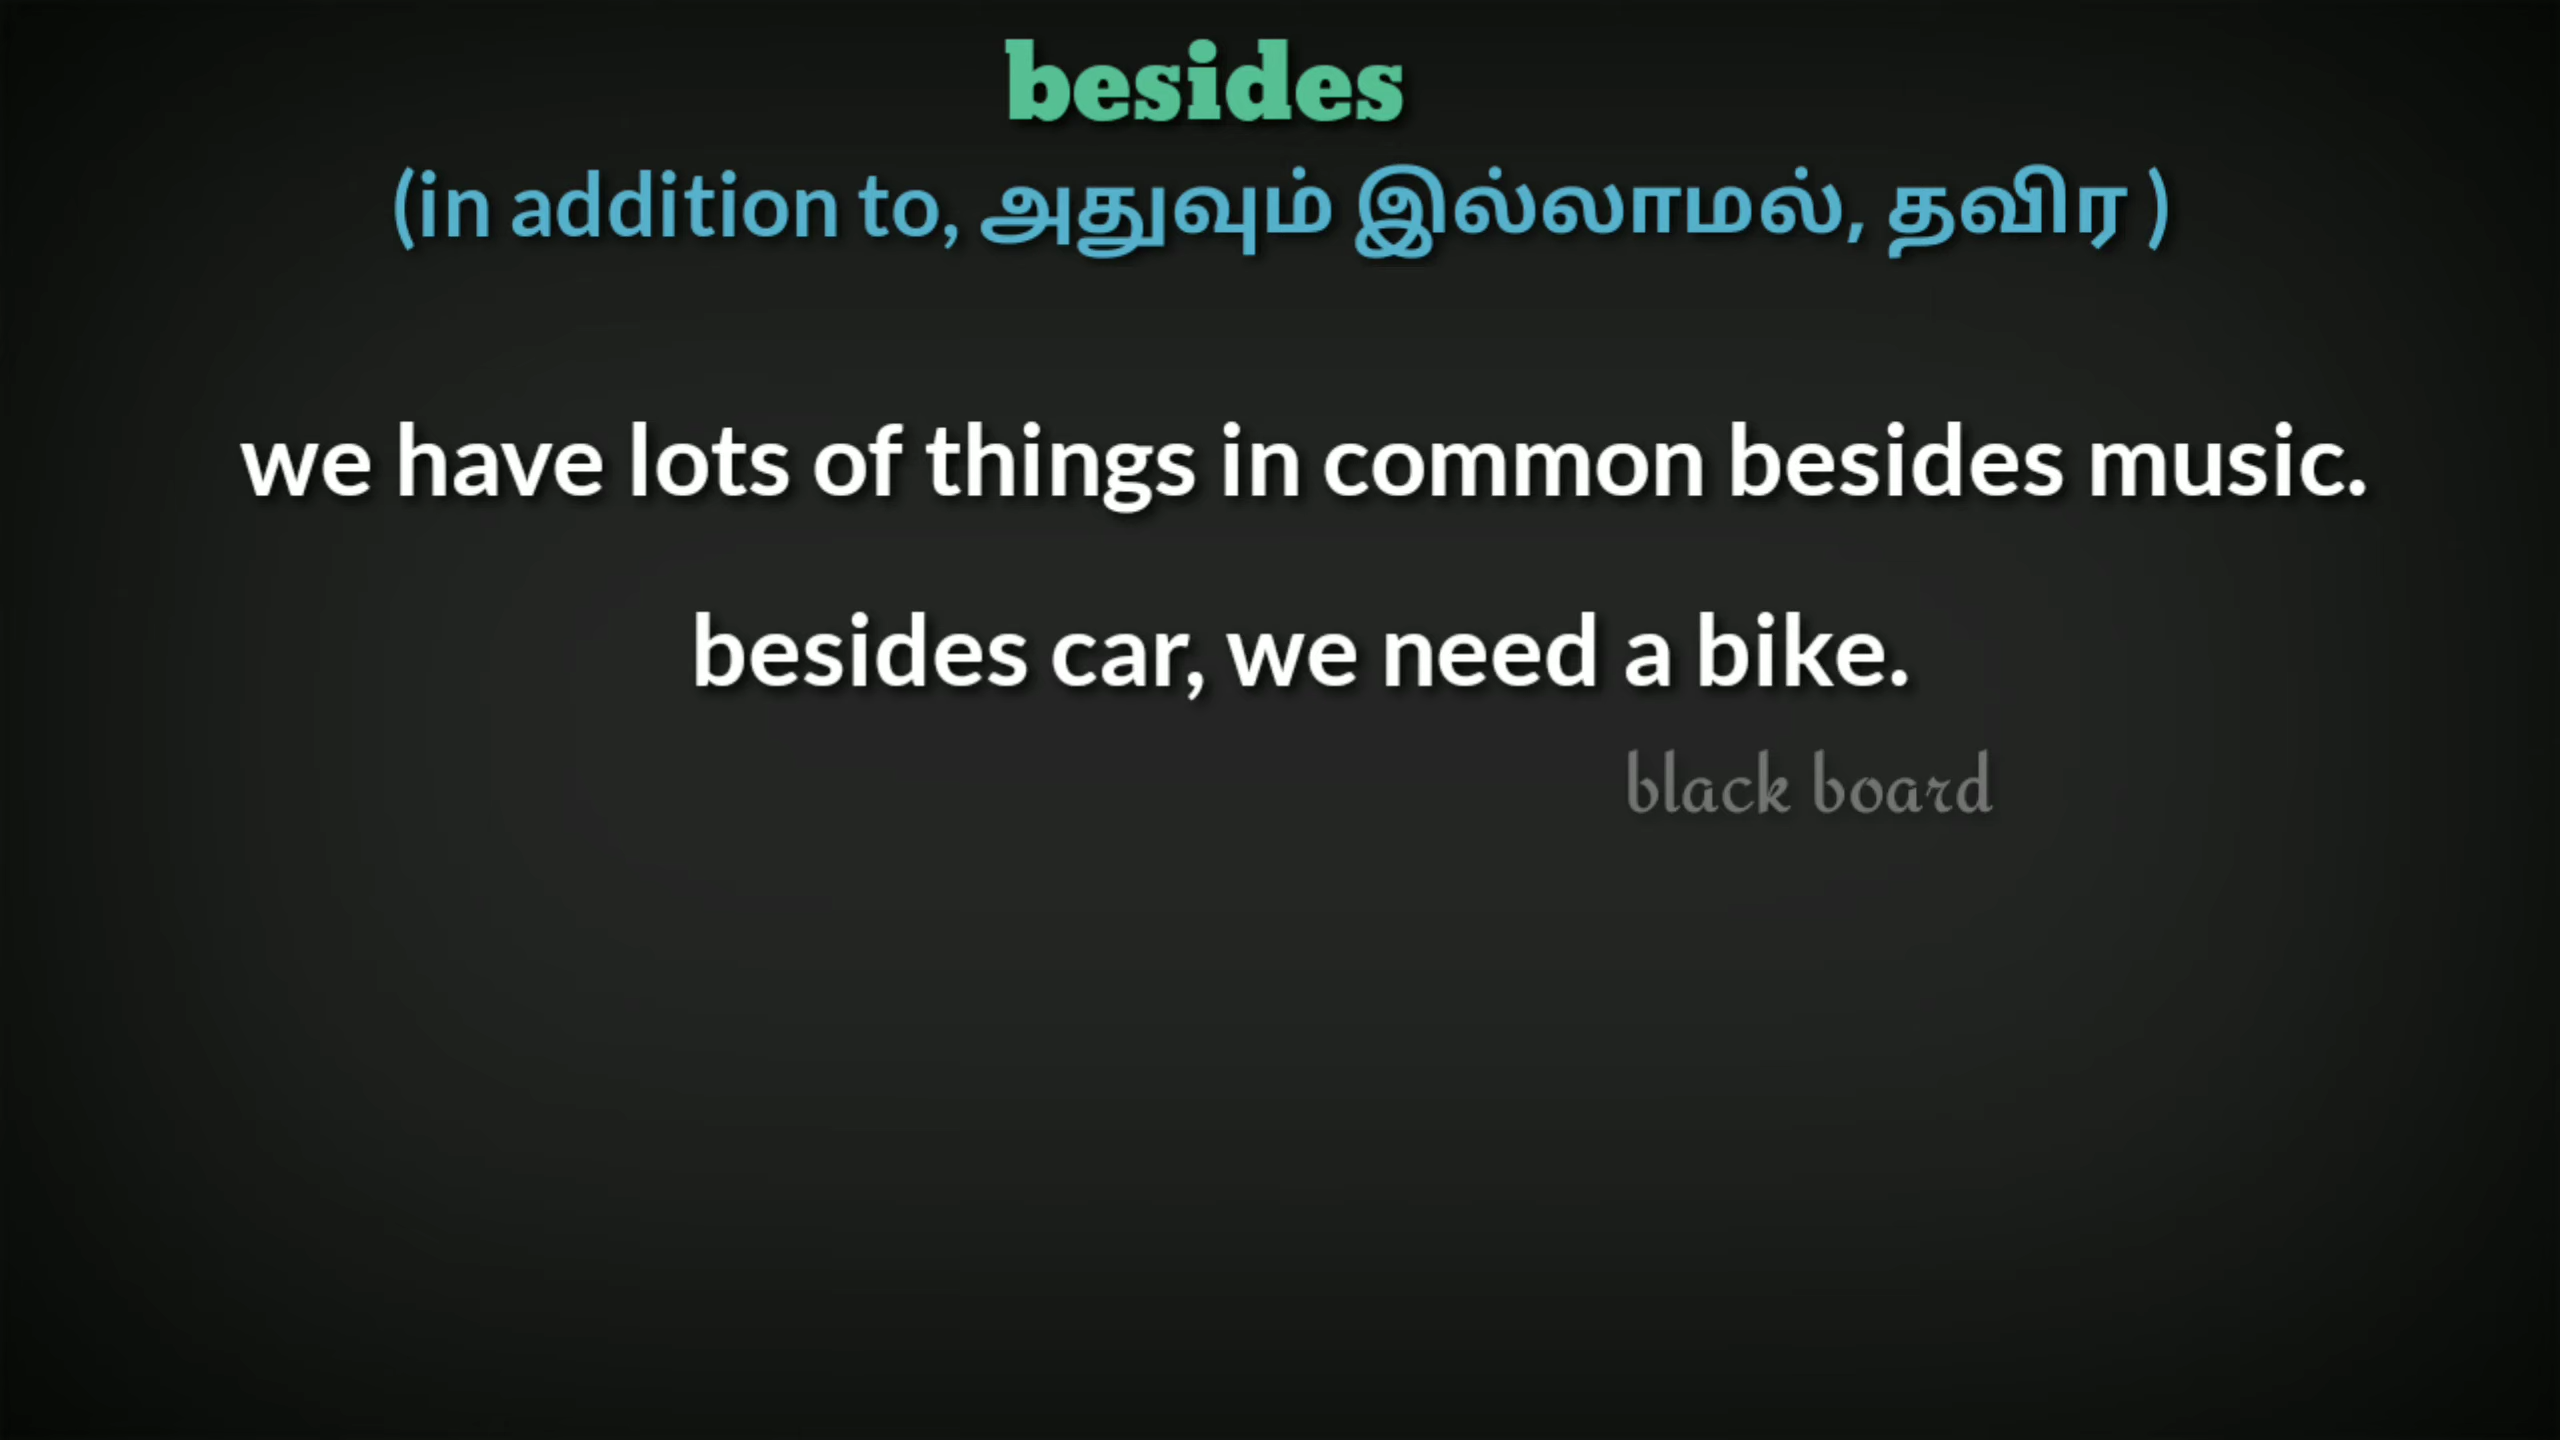 besides
(in addition to, அதுவும் இல்லாமல், தவிர )
we have lots of things in common besides music.
besides car, we need a bike.
black board